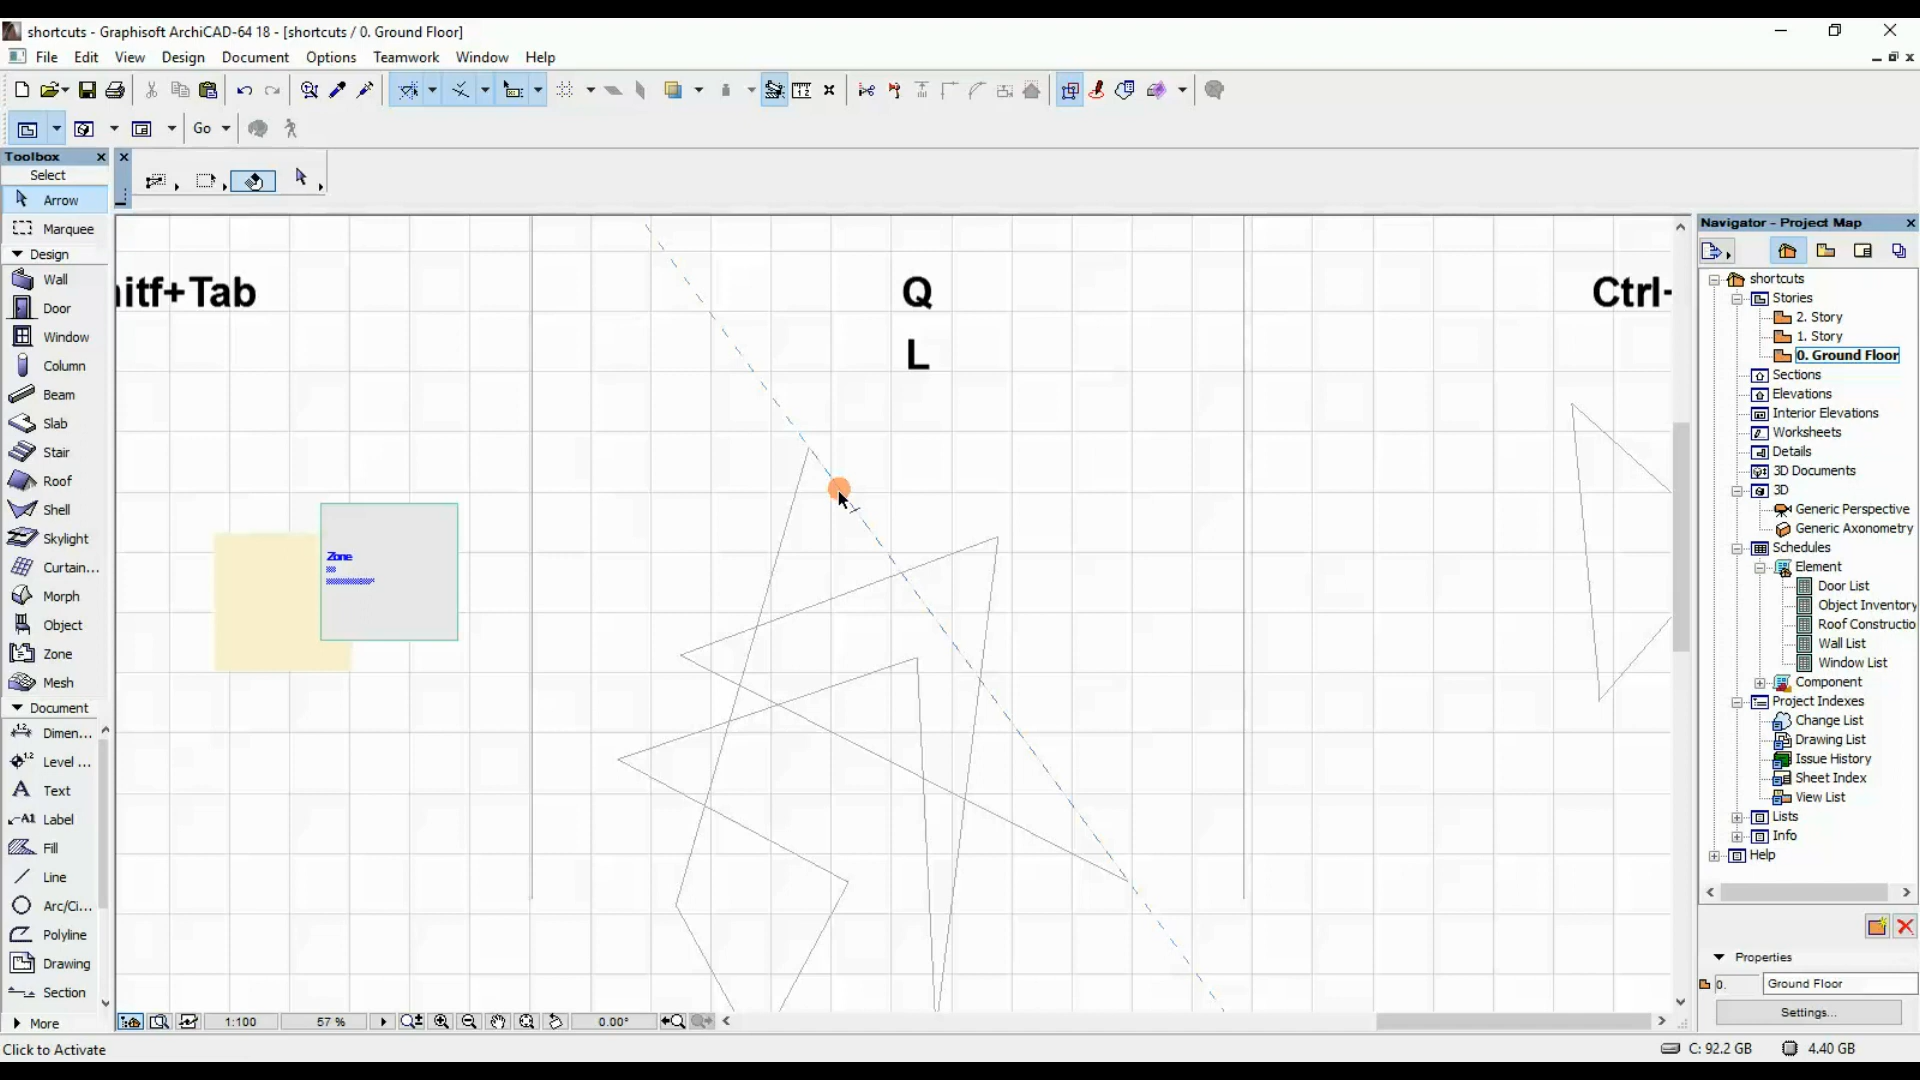 shortcuts - Graphisoft ArchiCAD-64 18 - [shortcuts / 0. Ground Floor]
File Edit View Design Document Options Teamwork Window Help
Go
Toolbox
Select
Arrow
Marquee
Design
Wall
Door
Window
Column
Beam
Slab
Stair
Roof
Shell
Skylight
Curtain...
Morph
Object
Zone
Mesh
Document
Dimen...
Level ...
Text
Label
Fill
Line
Arc/Ci...
Polyline
Drawing
Section
More
itf+Tab
Q
L
Ctrl-
Zone
1:100
57 %
0.00°
Navigator - Project Map
shortcuts
Stories
2. Story
1. Story
0. Ground Floor
Sections
Elevations
Interior Elevations
Worksheets
Details
3D Documents
3D
Generic Perspective
Generic Axonometry
Schedules
Element
Door List
Object Inventory
Roof Constructio
Wall List
Window List
Component
Project Indexes
Change List
Drawing List
Issue History
Sheet Index
View List
Lists
Info
Help
Properties
0. Ground Floor
Settings...
Click to Activate
C: 92.2 GB 4.40 GB